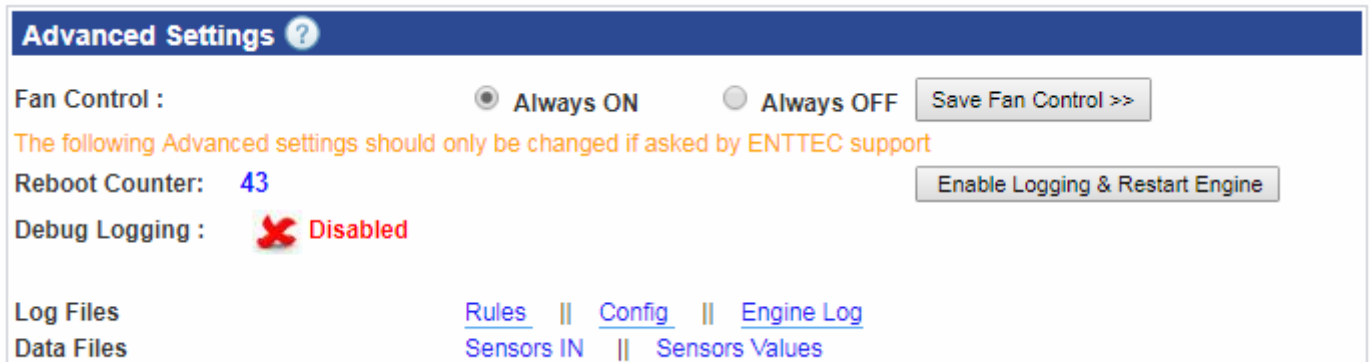 Advanced Settings ?
Fan Control : Always ON Always OFF Save Fan Control >>
The following Advanced settings should only be changed if asked by ENTTEC support
Reboot Counter: 43 Enable Logging & Restart Engine
Debug Logging : Disabled
Log Files Rules || Config || Engine Log
Data Files Sensors IN || Sensors Values